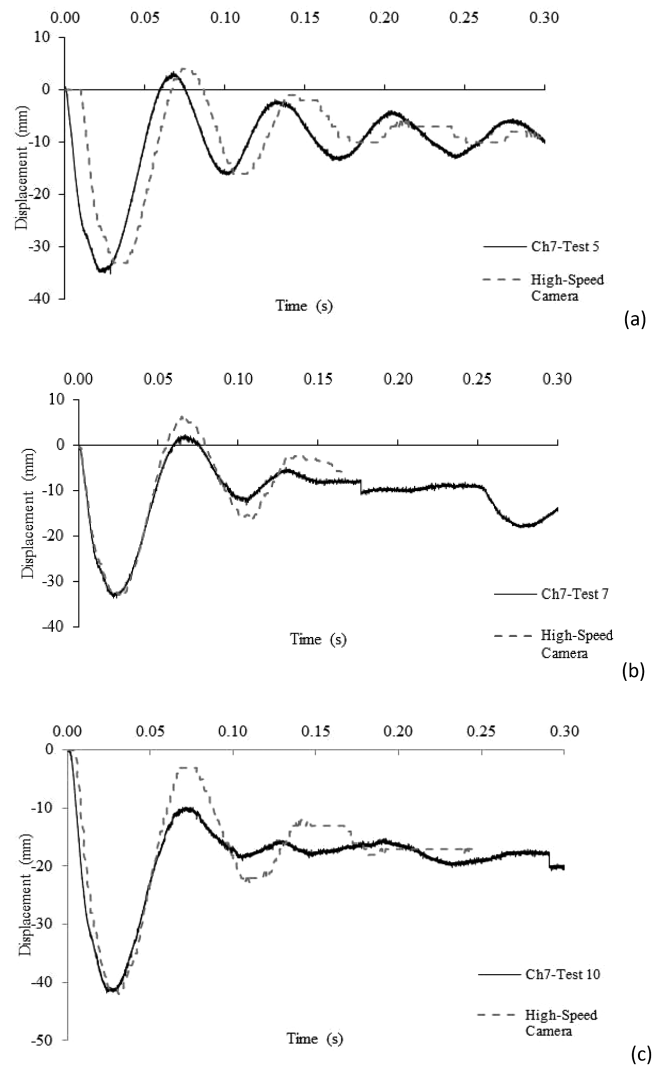 0.00 0.05 0.10 0.15 0.20 0.25 0.30
10
0
-10
-20
-30
-40
Displacement (mm)
Time (s)
Ch7-Test 5
High-Speed
Camera
(a)
0.00 0.05 0.10 0.15 0.20 0.25 0.30
10
0
-10
-20
-30
-40
Displacement (mm)
Time (s)
Ch7-Test 7
High-Speed
Camera
(b)
0.00 0.05 0.10 0.15 0.20 0.25 0.30
0
-10
-20
-30
-40
-50
Displacement (mm)
Time (s)
Ch7-Test 10
High-Speed
Camera
(c)